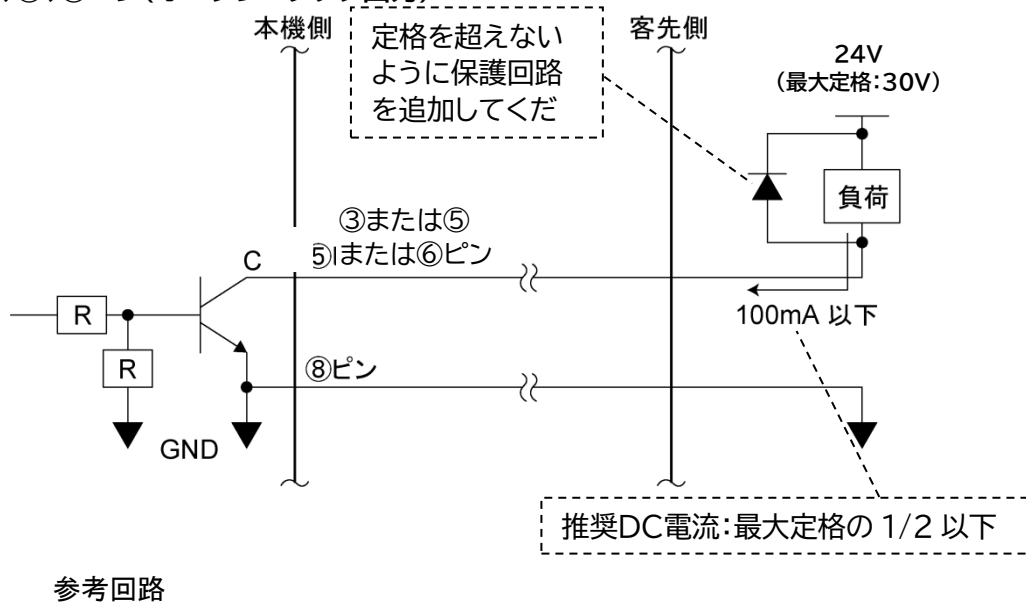 本機側
客先側
定格を超えない
ように保護回路
を追加してくだ
24V
(最大定格:30V)
負荷
③または⑤
⑤または⑥ピン
C
R
100mA 以下
R
⑧ピン
GND
推奨DC電流:最大定格の 1/2 以下
参考回路